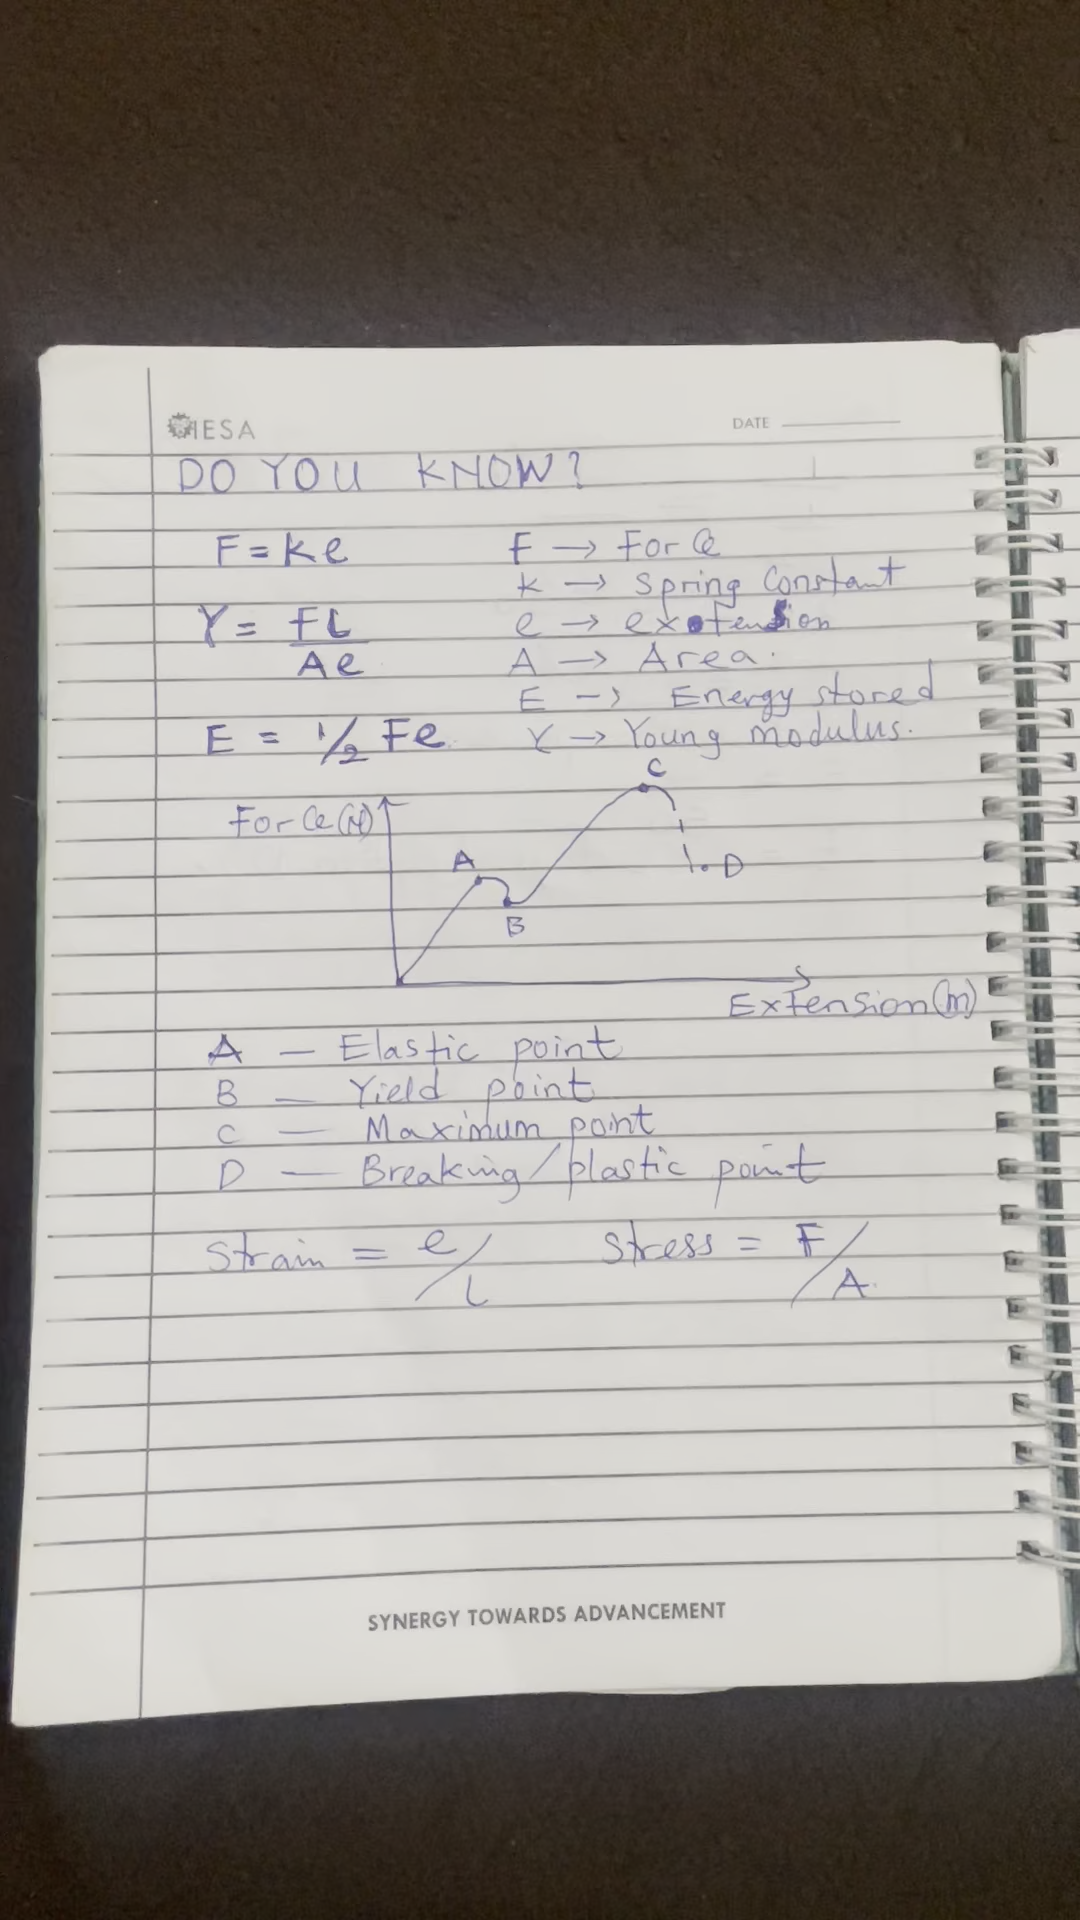 IESA
DATE
DO YOU KNOW?
F = ke
F → Force
k → Spring Constant
Y = FL/Ae
e → extension
A → Area.
E → Energy stored
E = 1/2 Fe
Y → Young modulus.
Force (N)
A
B
C
D
Extension (m)
A — Elastic point
B — Yield point
C — Maximum point
D — Breaking/plastic point
Strain = e/L
Stress = F/A.
SYNERGY TOWARDS ADVANCEMENT